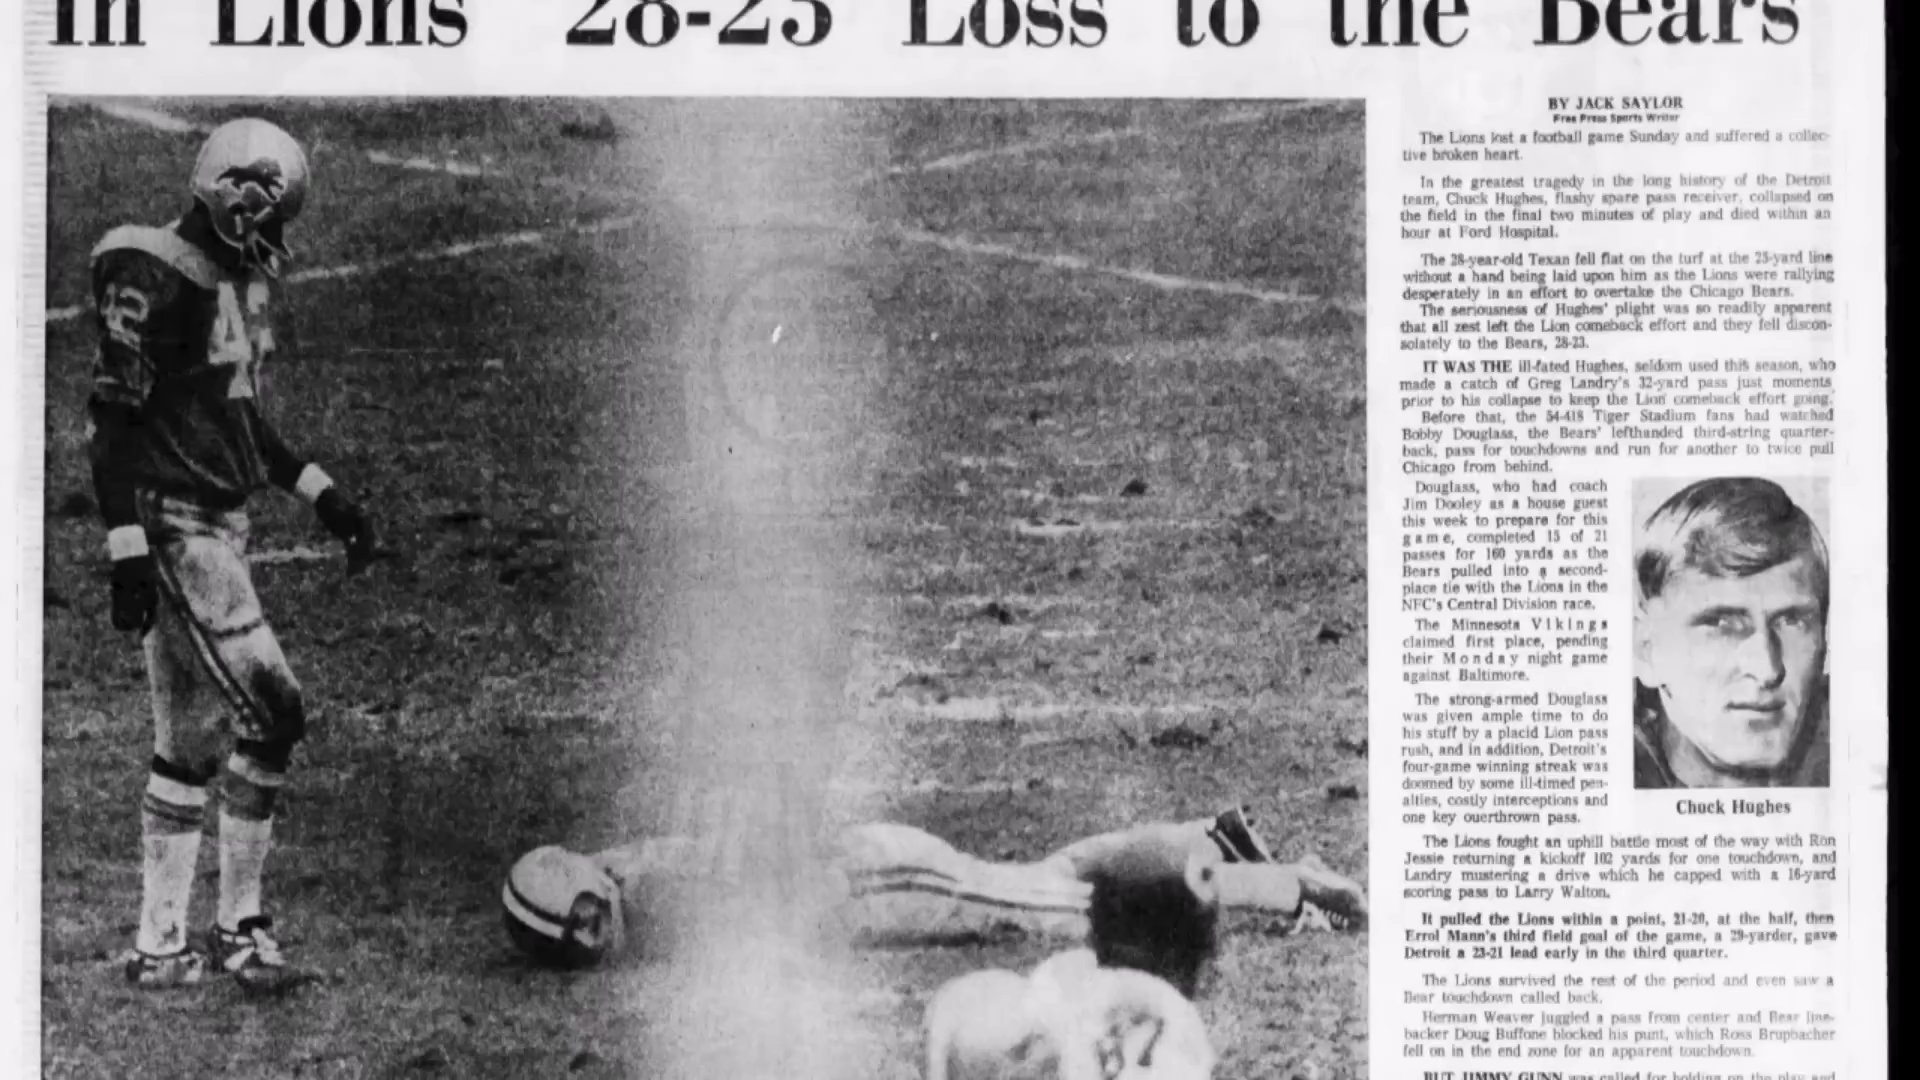 in Lions' 28-23 Loss to the Bears
BY JACK SAYLOR
Free Press Sports Writer
The Lions lost a football game Sunday and suffered a collec-
tive broken heart.
In the greatest tragedy in the long history of the Detroit
team, Chuck Hughes, flashy spare pass receiver, collapsed on
the field in the final two minutes of play and died within an
hour at Ford Hospital.
The 28-year-old Texan fell flat on the turf at the 25-yard line
without a hand being laid upon him as the Lions were rallying
desperately in an effort to overtake the Chicago Bears.
The seriousness of Hughes' plight was so readily apparent
that all zest left the Lion comeback effort and they fell discon-
solately to the Bears, 28-23.
IT WAS THE ill-fated Hughes, seldom used this season, who
made a catch of Greg Landry's 32-yard pass just moments
prior to his collapse to keep the Lion comeback effort going.
Before that, the 54-418 Tiger Stadium fans had watched
Bobby Douglass, the Bears' lefthanded third-string quarter-
back, pass for touchdowns and run for another to twice pull
Chicago from behind.
Douglass, who had coach
Jim Dooley as a house guest
this week to prepare for this
game, completed 15 of 21
passes for 160 yards as the
Bears pulled into a second-
place tie with the Lions in the
NFC's Central Division race.
The Minnesota Vikings
claimed first place, pending
their Monday night game
against Baltimore.
The strong-armed Douglass
was given ample time to do
his stuff by a placid Lion pass
rush, and in addition, Detroit's
four-game winning streak was
doomed by some ill-timed pen-
alties, costly interceptions and
one key ouerthrown pass.
Chuck Hughes
The Lions fought an uphill battle most of the way with Ron
Jessie returning a kickoff 102 yards for one touchdown, and
Landry mustering a drive which he capped with a 16-yard
scoring pass to Larry Walton.
It pulled the Lions within a point, 21-20, at the half, then
Errol Mann's third field goal of the game, a 29-yarder, gave
Detroit a 23-21 lead early in the third quarter.
The Lions survived the rest of the period and even saw a
Bear touchdown called back.
Herman Weaver juggled a pass from center and Bear line-
backer Doug Buffone blocked his punt, which Ross Brupbacher
fell on in the end zone for an apparent touchdown.
BUT JIMMY GUNN was called for holding on the play and
42
87